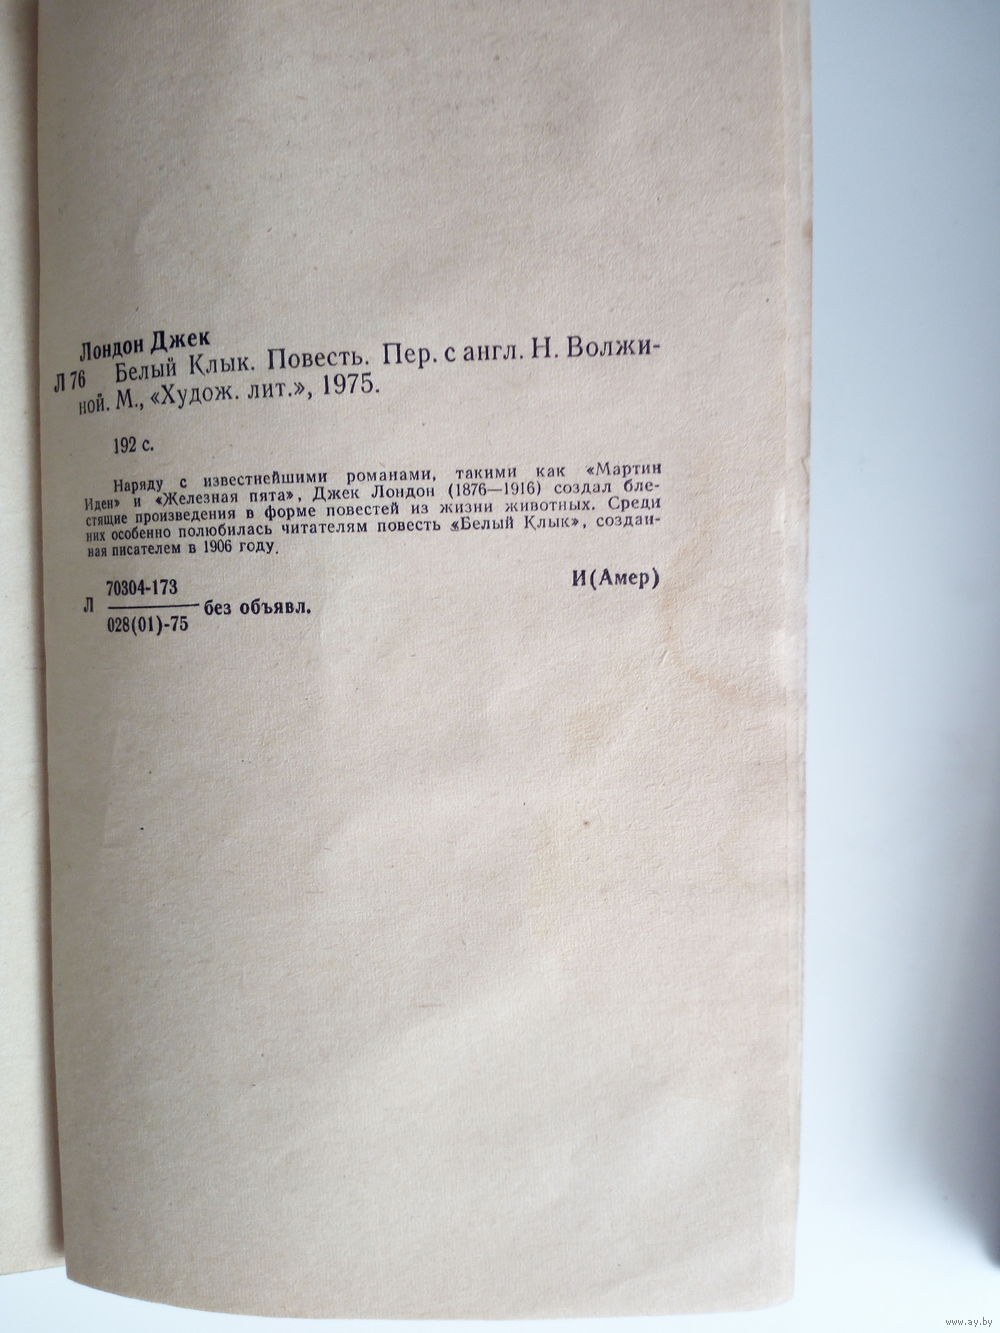 Лондон Джек
Л 76 Белый Клык. Повесть. Пер. с англ. Н. Волжи-
ной. М., «Худож. лит.», 1975.
192 с.
Наряду с известнейшими романами, такими как «Мартин
Иден» и «Железная пята», Джек Лондон (1876—1916) создал бле-
стящие произведения в форме повестей из жизни животных. Среди
них особенно полюбилась читателям повесть «Белый Клык», создан-
ная писателем в 1906 году.
70304-173
Л без объявл.
028(01)-75
И(Амер)
www.ay.by